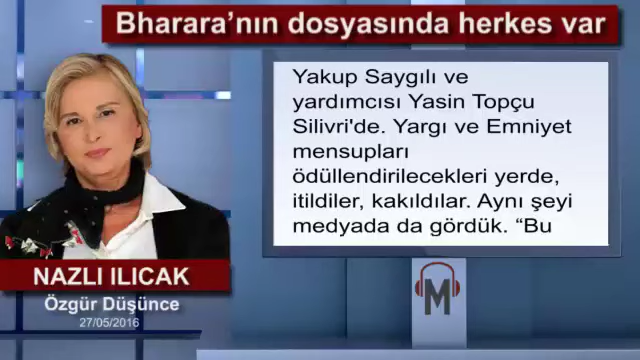 Bharara’nın dosyasında herkes var
Yakup Saygılı ve
yardımcısı Yasin Topçu
Silivri'de. Yargı ve Emniyet
mensupları
ödüllendirilecekleri yerde,
itildiler, kakıldılar. Aynı şeyi
medyada da gördük. “Bu
NAZLI ILICAK
Özgür Düşünce
27/05/2016
M